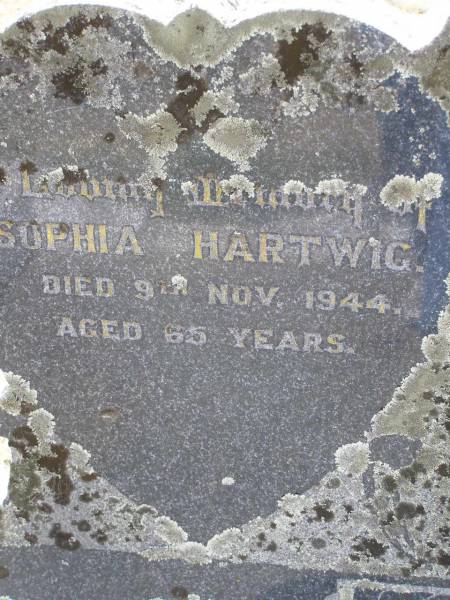 In Loving Memory of
SOPHIA HARTWIG.
DIED 9TH NOV. 1944.
AGED 65 YEARS.